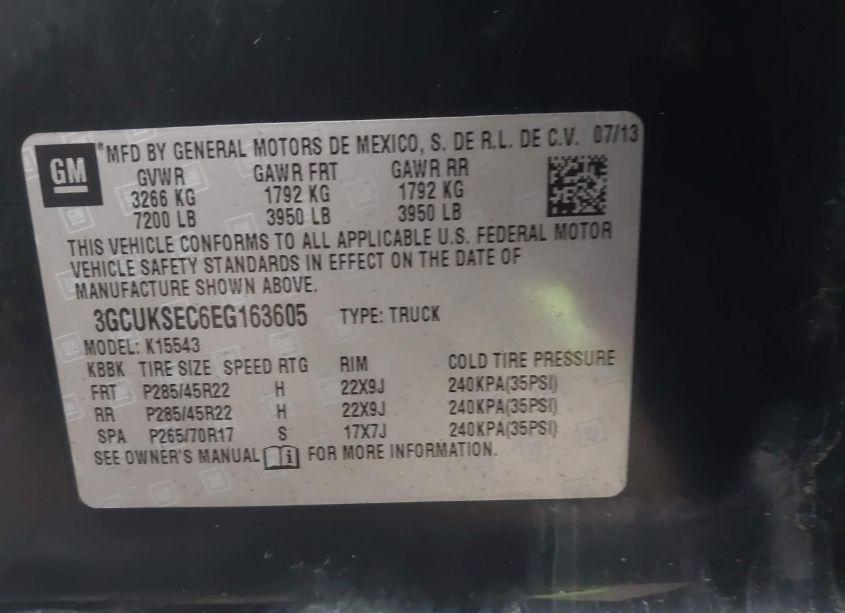 GM
MFD BY GENERAL MOTORS DE MEXICO, S. DE R.L. DE C.V. 07/13
GVWR GAWR FRT GAWR RR
3266 KG 1792 KG 1792 KG
7200 LB 3950 LB 3950 LB
THIS VEHICLE CONFORMS TO ALL APPLICABLE U.S. FEDERAL MOTOR
VEHICLE SAFETY STANDARDS IN EFFECT ON THE DATE OF
MANUFACTURE SHOWN ABOVE.
3GCUKSEC6EG163605 TYPE: TRUCK
MODEL: K15543
KBBK TIRE SIZE SPEED RTG RIM COLD TIRE PRESSURE
FRT P285/45R22 H 22X9J 240KPA(35PSI)
RR P285/45R22 H 22X9J 240KPA(35PSI)
SPA P265/70R17 S 17X7J 240KPA(35PSI)
SEE OWNER'S MANUAL i FOR MORE INFORMATION.